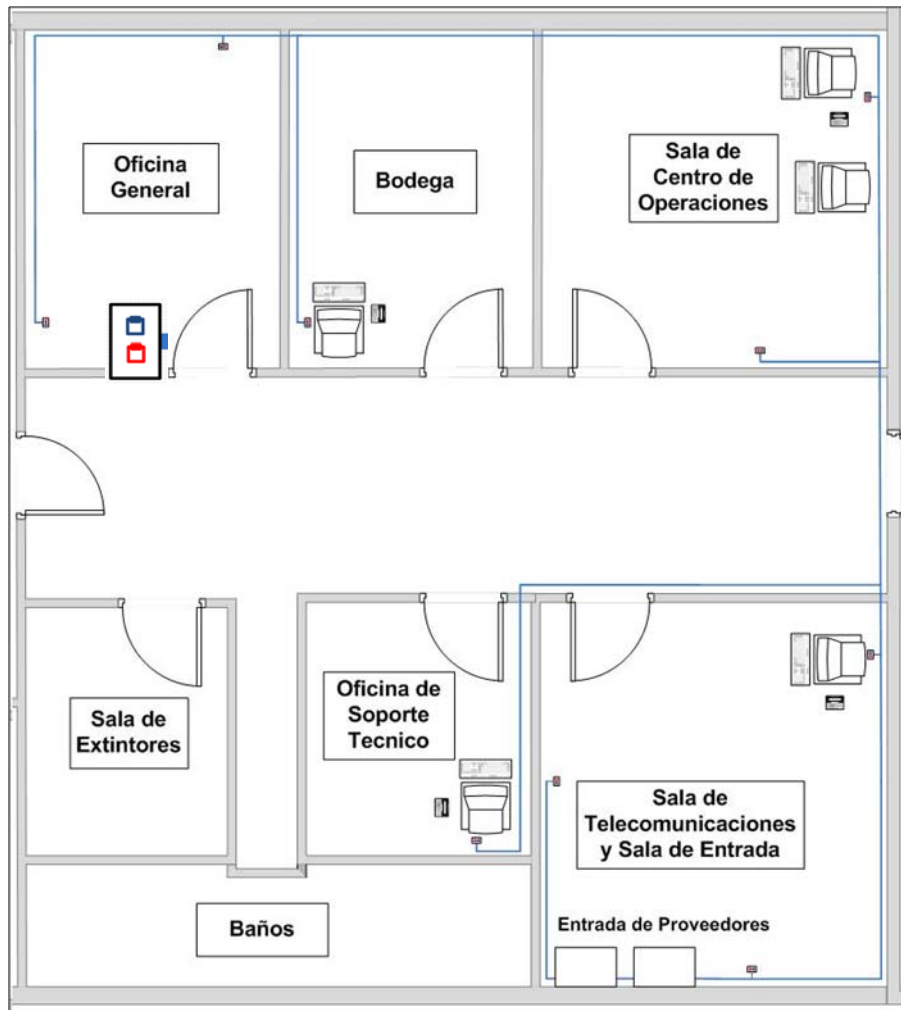 Oficina
General
Bodega
Sala de
Centro de
Operaciones
Sala de
Extintores
Oficina de
Soporte
Tecnico
Sala de
Telecomunicaciones
y Sala de Entrada
Baños
Entrada de Proveedores